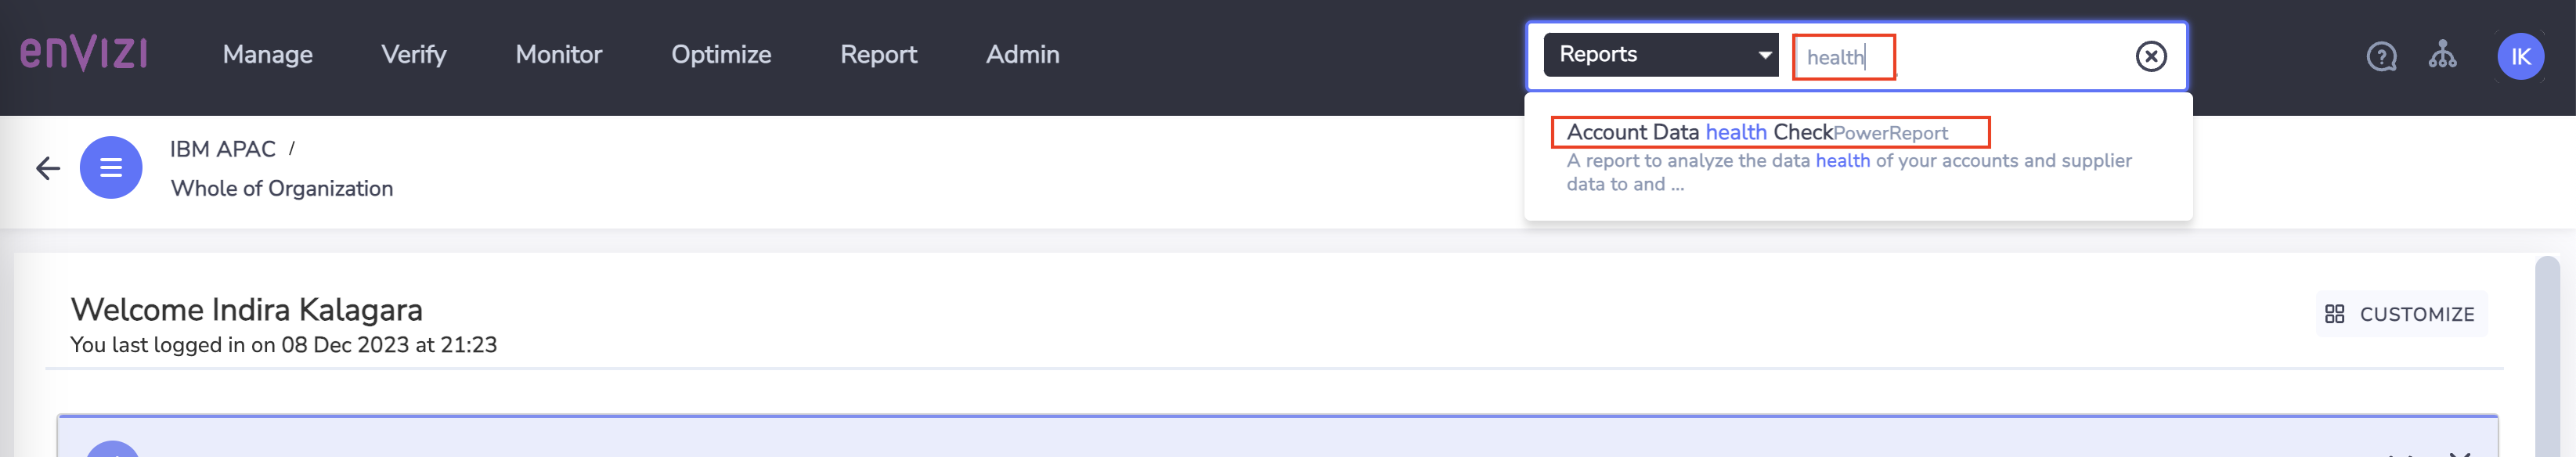 enVIZI Manage Verify Monitor Optimize Report Admin Reports health ? IK
Account Data health CheckPowerReport
A report to analyze the data health of your accounts and supplier
data to and ...
IBM APAC /
Whole of Organization
Welcome Indira Kalagara
You last logged in on 08 Dec 2023 at 21:23
CUSTOMIZE